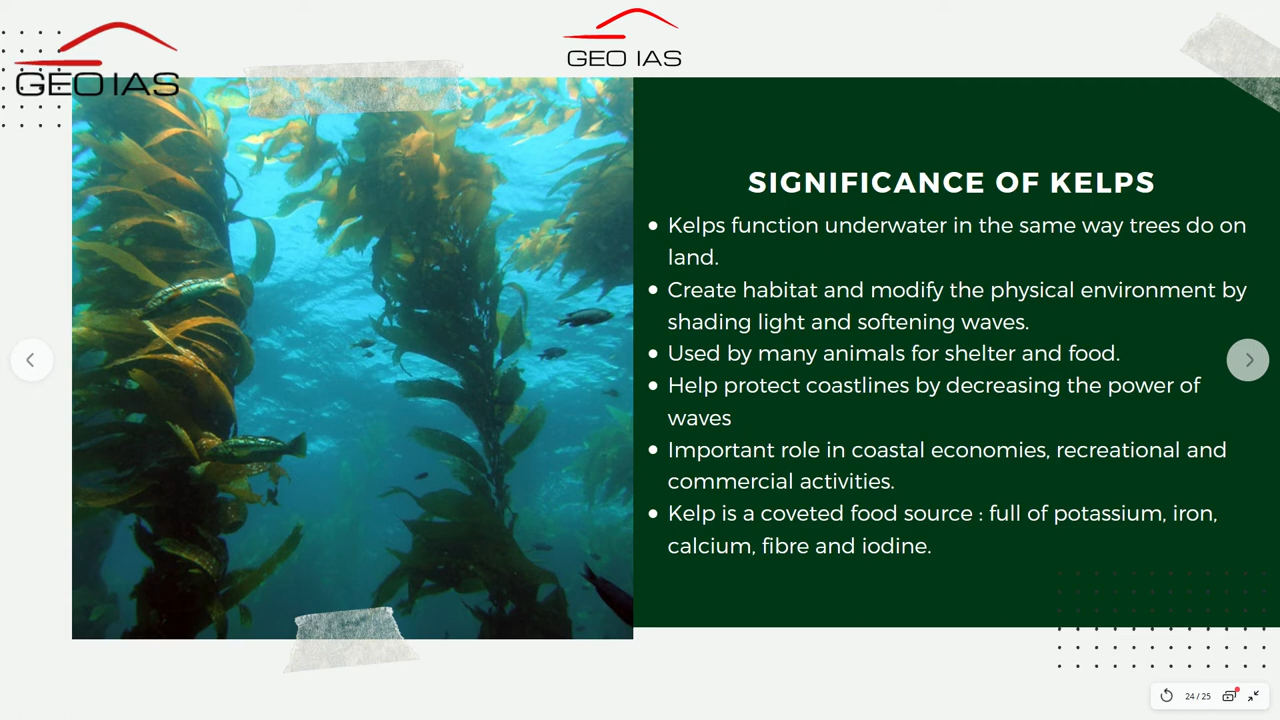 GEO IAS
GEO IAS
SIGNIFICANCE OF KELPS
• Kelps function underwater in the same way trees do on
land.
• Create habitat and modify the physical environment by
shading light and softening waves.
• Used by many animals for shelter and food.
• Help protect coastlines by decreasing the power of
waves
• Important role in coastal economies, recreational and
commercial activities.
• Kelp is a coveted food source : full of potassium, iron,
calcium, fibre and iodine.
24 / 25